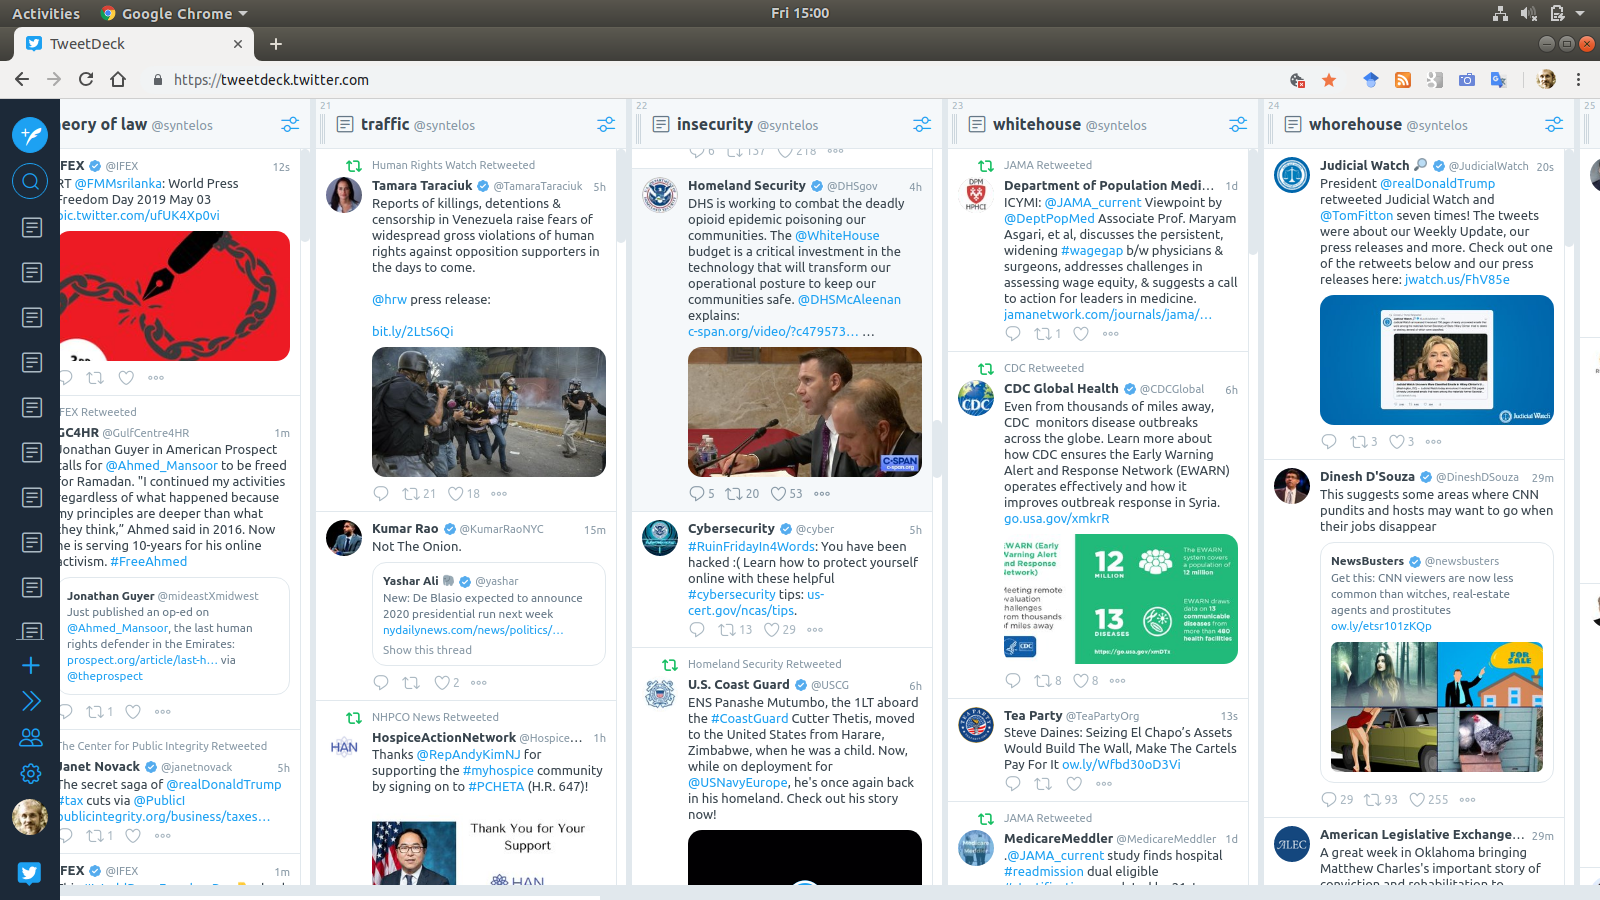 Activities
Google Chrome
Fri 15:00
TweetDeck
https://tweetdeck.twitter.com
eory of law @syntelos
IFEX @IFEX 12s
RT @FMMsrilanka: World Press
Freedom Day 2019 May 03
pic.twitter.com/ufUK4Xp0vi
IFEX Retweeted
GC4HR @GulfCentre4HR 1m
Jonathan Guyer in American Prospect
calls for @Ahmed_Mansoor to be freed
for Ramadan. "I continued my activities
regardless of what happened because
my principles are deeper than what
they think,” Ahmed said in 2016. Now
he is serving 10-years for his online
activism. #FreeAhmed
Jonathan Guyer @mideastXmidwest
Just published an op-ed on
@Ahmed_Mansoor, the last human
rights defender in the Emirates:
prospect.org/article/last-h… via
@theprospect
1
The Center for Public Integrity Retweeted
Janet Novack @janetnovack 5h
The secret saga of @realDonaldTrump
#tax cuts via @PublicI
publicintegrity.org/business/taxes…
1
IFEX @IFEX 1m
21
traffic @syntelos
Human Rights Watch Retweeted
Tamara Taraciuk @TamaraTaraciuk 5h
Reports of killings, detentions &
censorship in Venezuela raise fears of
widespread gross violations of human
rights against opposition supporters in
the days to come.
@hrw press release:
bit.ly/2LtS6Qi
21 18
Kumar Rao @KumarRaoNYC 15m
Not The Onion.
Yashar Ali @yashar
New: De Blasio expected to announce
2020 presidential run next week
nydailynews.com/news/politics/…
Show this thread
2
NHPCO News Retweeted
HospiceActionNetwork @Hospice… 1h
Thanks @RepAndyKimNJ for
supporting the #myhospice community
by signing on to #PCHETA (H.R. 647)!
Thank You for Your
Support
HAN
22
insecurity @syntelos
6 137 218
Homeland Security @DHSgov 4h
DHS is working to combat the deadly
opioid epidemic poisoning our
communities. The @WhiteHouse
budget is a critical investment in the
technology that will transform our
operational posture to keep our
communities safe. @DHSMcAleenan
explains:
c-span.org/video/?c479573… …
C-SPAN
c-span.org
5 20 53
Cybersecurity @cyber 5h
#RuinFridayIn4Words: You have been
hacked :( Learn how to protect yourself
online with these helpful
#cybersecurity tips: us-
cert.gov/ncas/tips.
13 29
Homeland Security Retweeted
U.S. Coast Guard @USCG 6h
ENS Panashe Mutumbo, the 1LT aboard
the #CoastGuard Cutter Thetis, moved
to the United States from Harare,
Zimbabwe, when he was a child. Now,
while on deployment for
@USNavyEurope, he's once again back
in his homeland. Check out his story
now!
23
whitehouse @syntelos
JAMA Retweeted
DPM
HPHCI
Department of Population Medi… 1d
ICYMI: @JAMA_current Viewpoint by
@DeptPopMed Associate Prof. Maryam
Asgari, et al, discusses the persistent,
widening #wagegap b/w physicians &
surgeons, addresses challenges in
assessing wage equity, & suggests a call
to action for leaders in medicine.
jamanetwork.com/journals/jama/…
1
CDC Retweeted
CDC Global Health @CDCGlobal 6h
Even from thousands of miles away,
CDC monitors disease outbreaks
across the globe. Learn more about
how CDC ensures the Early Warning
Alert and Response Network (EWARN)
operates effectively and how it
improves outbreak response in Syria.
go.usa.gov/xmkrR
EWARN (Early
Warning Alert
and Response
Network)
12
MILLION
The EWARN
system covers
a population of
12 million
13
DISEASES
EWARN draws
data on 13
communicable
diseases from
more than 480
health facilities
https://go.usa.gov/xmDTx
CDC
8 8
Tea Party @TeaPartyOrg 13s
Steve Daines: Seizing El Chapo’s Assets
Would Build The Wall, Make The Cartels
Pay For It ow.ly/Wfbd30oD3Vi
JAMA Retweeted
MedicareMeddler @MedicareMeddler 1d
.@JAMA_current study finds hospital
#readmission dual eligible
24
whorehouse @syntelos
Judicial Watch @JudicialWatch 20s
President @realDonaldTrump
retweeted Judicial Watch and
@TomFitton seven times! The tweets
were about our Weekly Update, our
press releases and more. Check out one
of the retweets below and our press
releases here: jwatch.us/FhV85e
Judicial Watch
3 3
Dinesh D'Souza @DineshDSouza 29m
This suggests some areas where CNN
pundits and hosts may want to go when
their jobs disappear
NewsBusters @newsbusters
Get this: CNN viewers are now less
common than witches, real-estate
agents and prostitutes
ow.ly/etsr101zKQp
FOR
SALE
29 93 255
American Legislative Exchange… 29m
ALEC
A great week in Oklahoma bringing
Matthew Charles's important story of
conviction and rehabilitation to
25